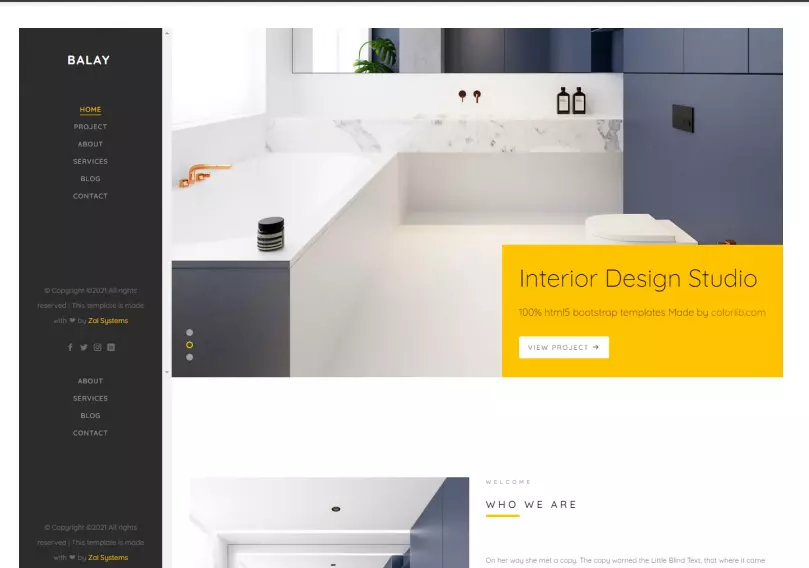 BALAY
HOME
PROJECT
ABOUT
SERVICES
BLOG
CONTACT
© Copyright ©2021 All rights
reserved | This template is made
with ❤ by Zal Systems
ABOUT
SERVICES
BLOG
CONTACT
© Copyright ©2021 All rights
reserved | This template is made
with ❤ by Zal Systems
Interior Design Studio
100% html5 bootstrap templates Made by colorlib.com
VIEW PROJECT →
WELCOME
WHO WE ARE
On her way she met a copy. The copy warned the Little Blind Text, that where it came